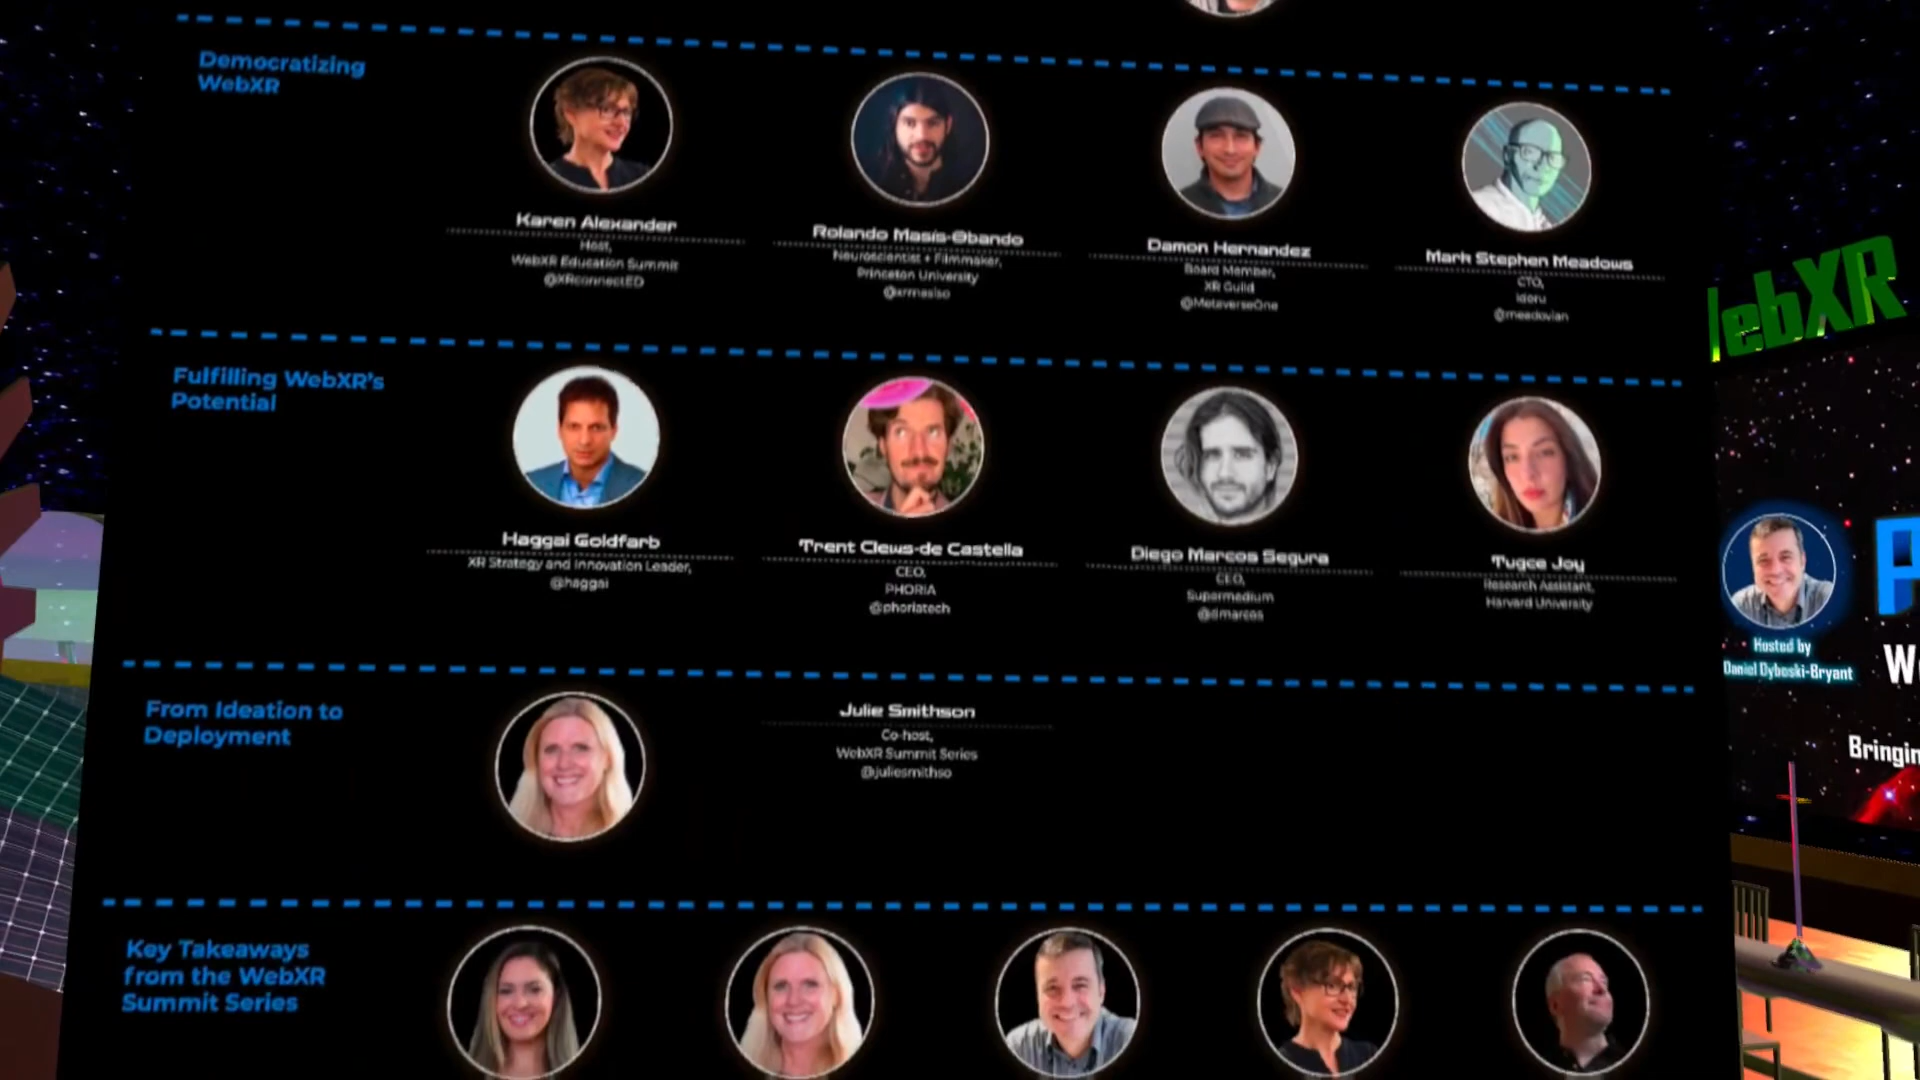 Democratizing
WebXR
Karen Alexander
Host,
WebXR Education Summit
@XRconnectED
Rolando Masís-Obando
Neuroscientist + Filmmaker,
Princeton University
@xrmasiso
Damon Hernandez
Board Member,
XR Guild
@MetaverseOne
Mark Stephen Meadows
CTO,
Idoru
@meadovian
Fulfilling WebXR's
Potential
Haggai Goldfarb
XR Strategy and Innovation Leader,
@haggai
Trent Clews-de Castella
CEO,
PHORIA
@phoriatech
Diego Marcos Segura
CEO,
Supermedium
@dmarcos
Tugce Joy
Research Assistant,
Harvard University
From Ideation to
Deployment
Julie Smithson
Co-host,
WebXR Summit Series
@juliesmithso
Key Takeaways
from the WebXR
Summit Series
WebXR
Hosted by
Daniel Dyboski-Bryant